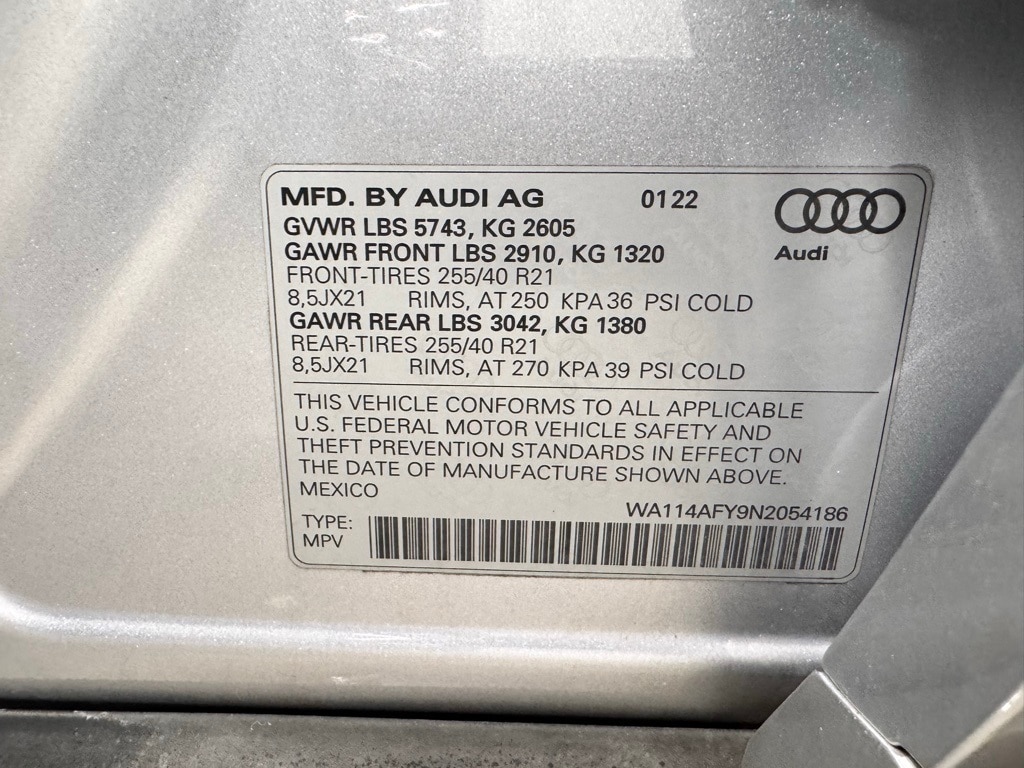 MFD. BY AUDI AG 01 22
GVWR LBS 5743, KG 2605
GAWR FRONT LBS 2910, KG 1320
FRONT-TIRES 255/40 R21
8,5JX21 RIMS, AT 250 KPA 36 PSI COLD
GAWR REAR LBS 3042, KG 1380
REAR-TIRES 255/40 R21
8,5JX21 RIMS, AT 270 KPA 39 PSI COLD
Audi
THIS VEHICLE CONFORMS TO ALL APPLICABLE
U.S. FEDERAL MOTOR VEHICLE SAFETY AND
THEFT PREVENTION STANDARDS IN EFFECT ON
THE DATE OF MANUFACTURE SHOWN ABOVE.
MEXICO
WA114AFY9N2054186
TYPE:
MPV